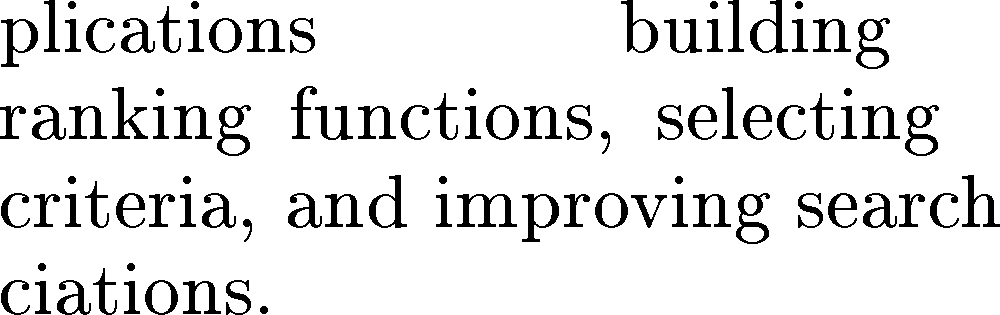 plications building
ranking functions, selecting
criteria, and improving search
ciations.